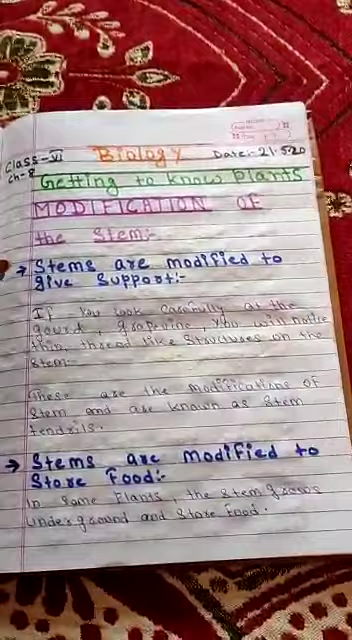 Class-VI Biology Date:- 21.5.20
Ch-8 Getting to know Plants
MODIFICATION OF
the Stem:-
→ Stems are modified to
give Support:-
If you look carefully at the
gourd, grapevine, you will notice
thin, thread like structures on the
Stem:-
These are the modifications of
Stem and are known as Stem
tendrils.
→ Stems are modified to
Store Food:-
In Some Plants, the Stem grows
Underground and Store Food.